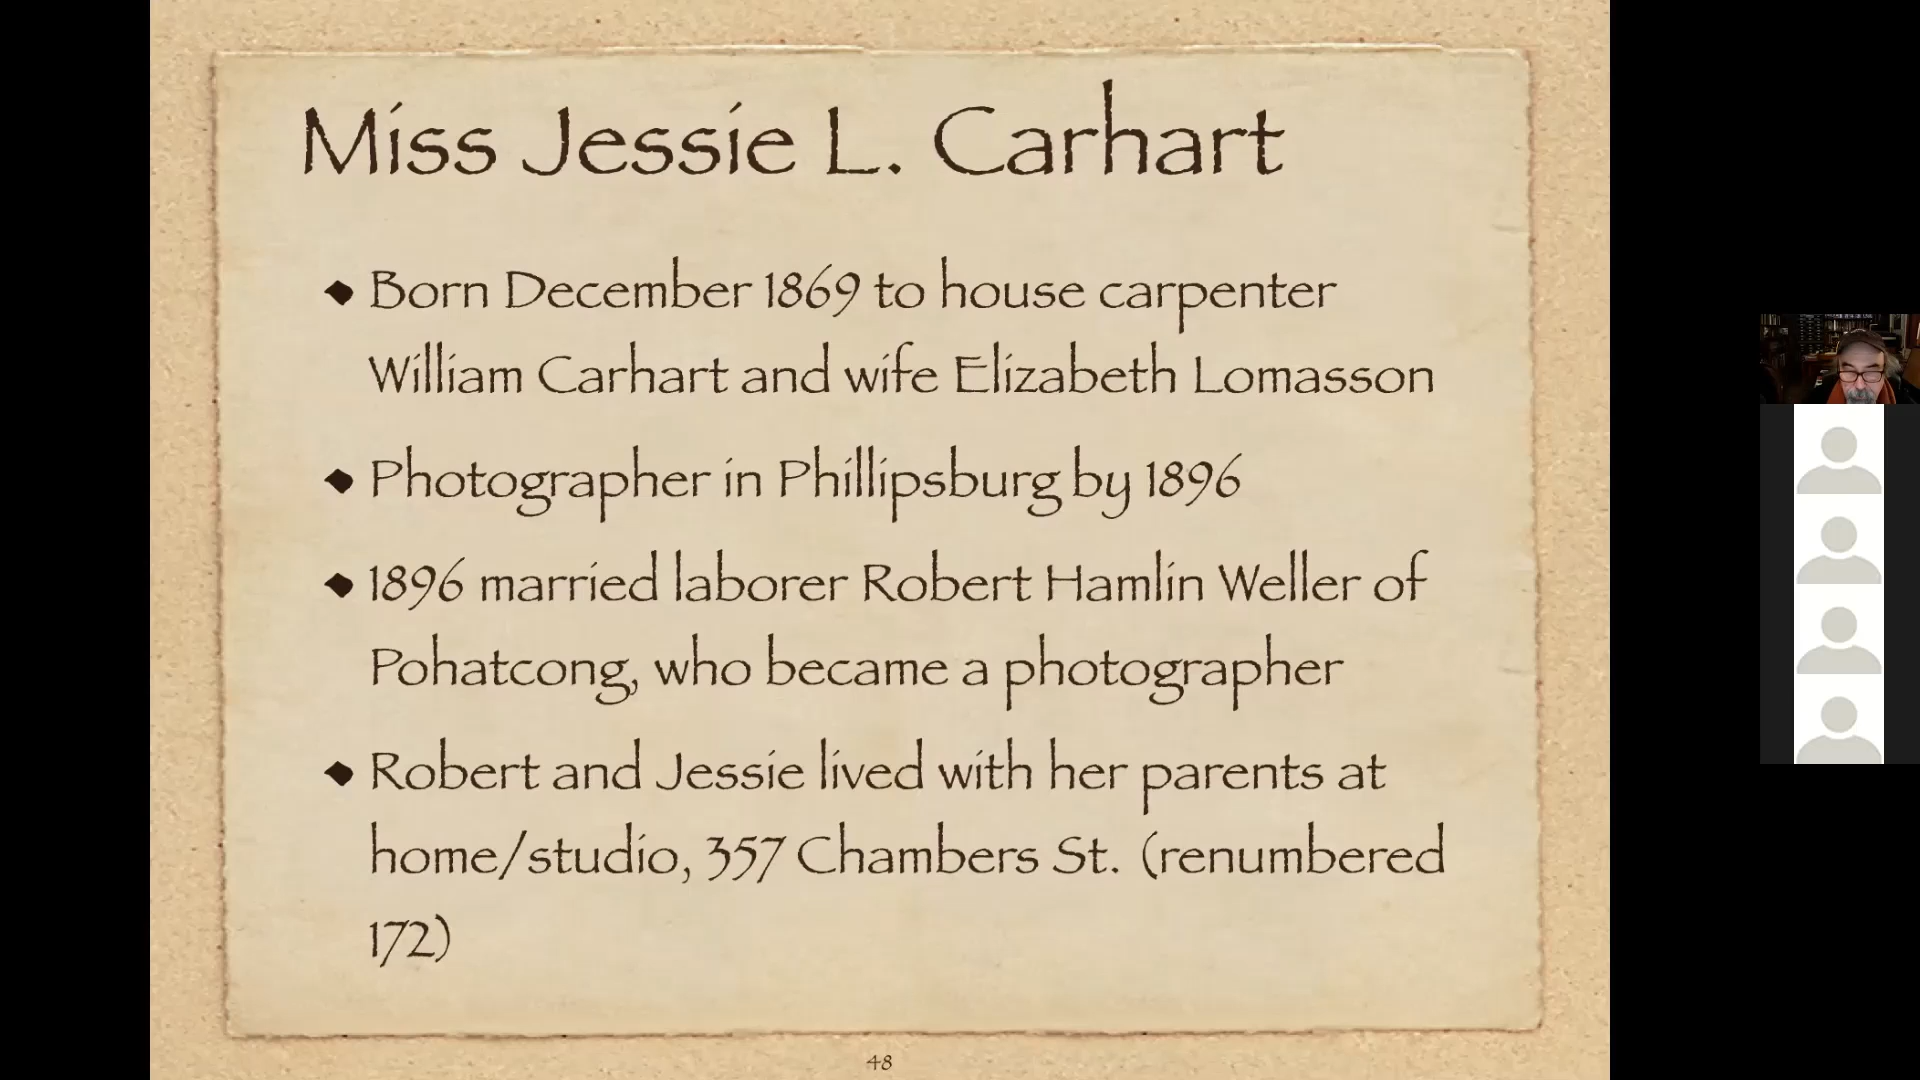 Miss Jessie L. Carhart
◆ Born December 1869 to house carpenter
William Carhart and wife Elizabeth Lomasson
◆ Photographer in Phillipsburg by 1896
◆ 1896 married laborer Robert Hamlin Weller of
Pohatcong, who became a photographer
◆ Robert and Jessie lived with her parents at
home/studio, 357 Chambers St. (renumbered
172)
48